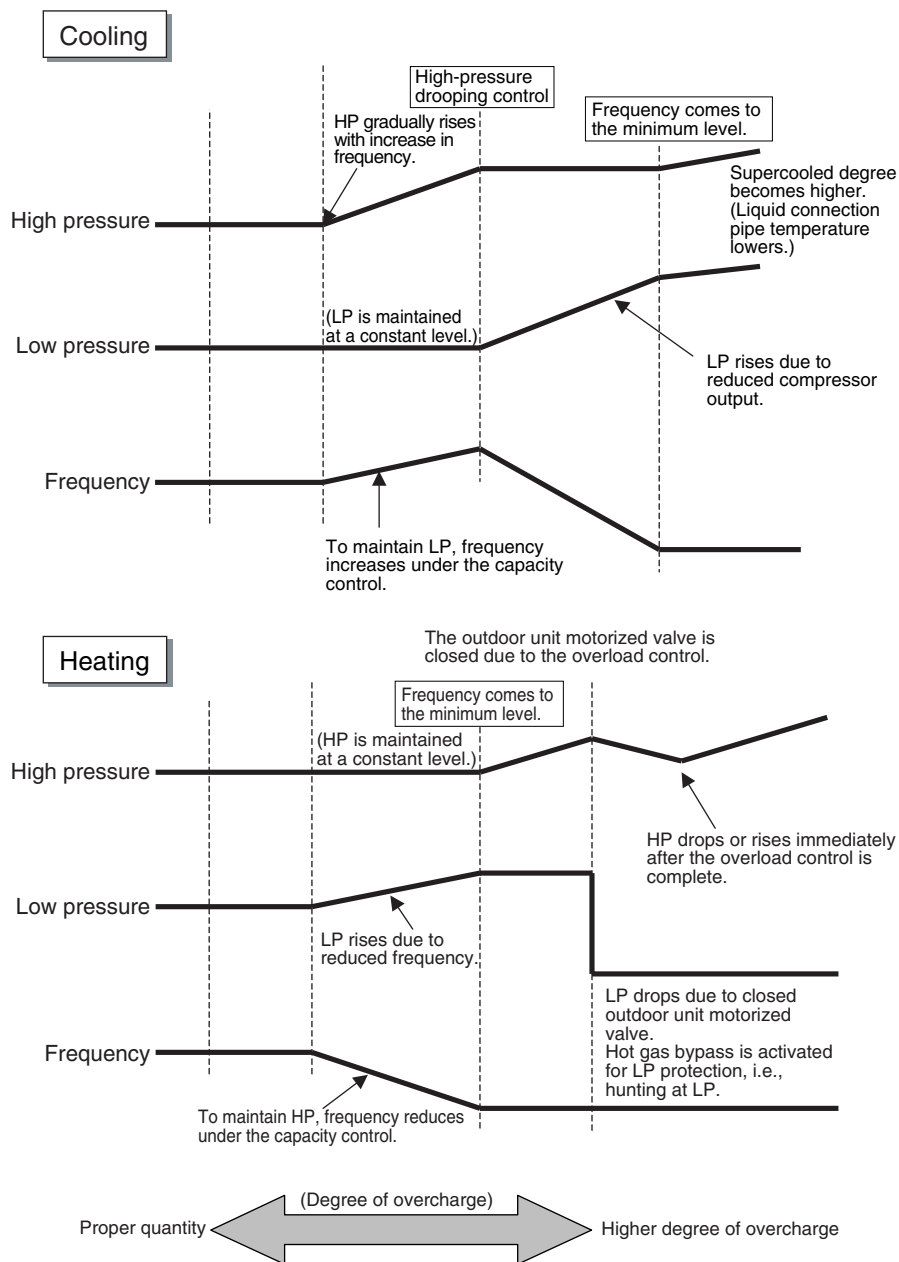 Cooling
High-pressure
drooping control
Frequency comes to
the minimum level.
HP gradually rises
with increase in
frequency.
Supercooled degree
becomes higher.
(Liquid connection
pipe temperature
lowers.)
High pressure
(LP is maintained
at a constant level.)
Low pressure
LP rises due to
reduced compressor
output.
Frequency
To maintain LP, frequency
increases under the capacity
control.
Heating
The outdoor unit motorized valve is
closed due to the overload control.
Frequency comes to
the minimum level.
(HP is maintained
at a constant level.)
High pressure
HP drops or rises immediately
after the overload control is
complete.
Low pressure
LP rises due to
reduced frequency.
LP drops due to closed
outdoor unit motorized
valve.
Hot gas bypass is activated
for LP protection, i.e.,
hunting at LP.
Frequency
To maintain HP, frequency reduces
under the capacity control.
(Degree of overcharge)
Proper quantity
Higher degree of overcharge